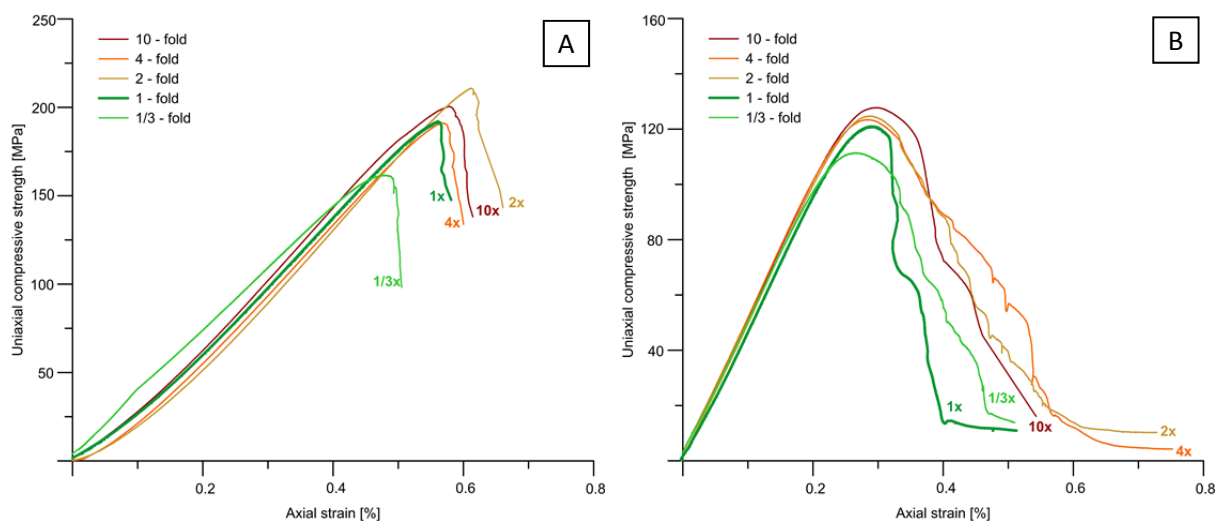 250
200
150
100
50
0.2
0.4
0.6
0.8
Uniaxial compressive strength [MPa]
Axial strain [%]
10 - fold
4 - fold
2 - fold
1 - fold
1/3 - fold
A
1x
4x
10x
2x
1/3x
160
120
80
40
0.2
0.4
0.6
0.8
Uniaxial compressive strength [MPa]
Axial strain [%]
10 - fold
4 - fold
2 - fold
1 - fold
1/3 - fold
B
1x
1/3x
10x
2x
4x